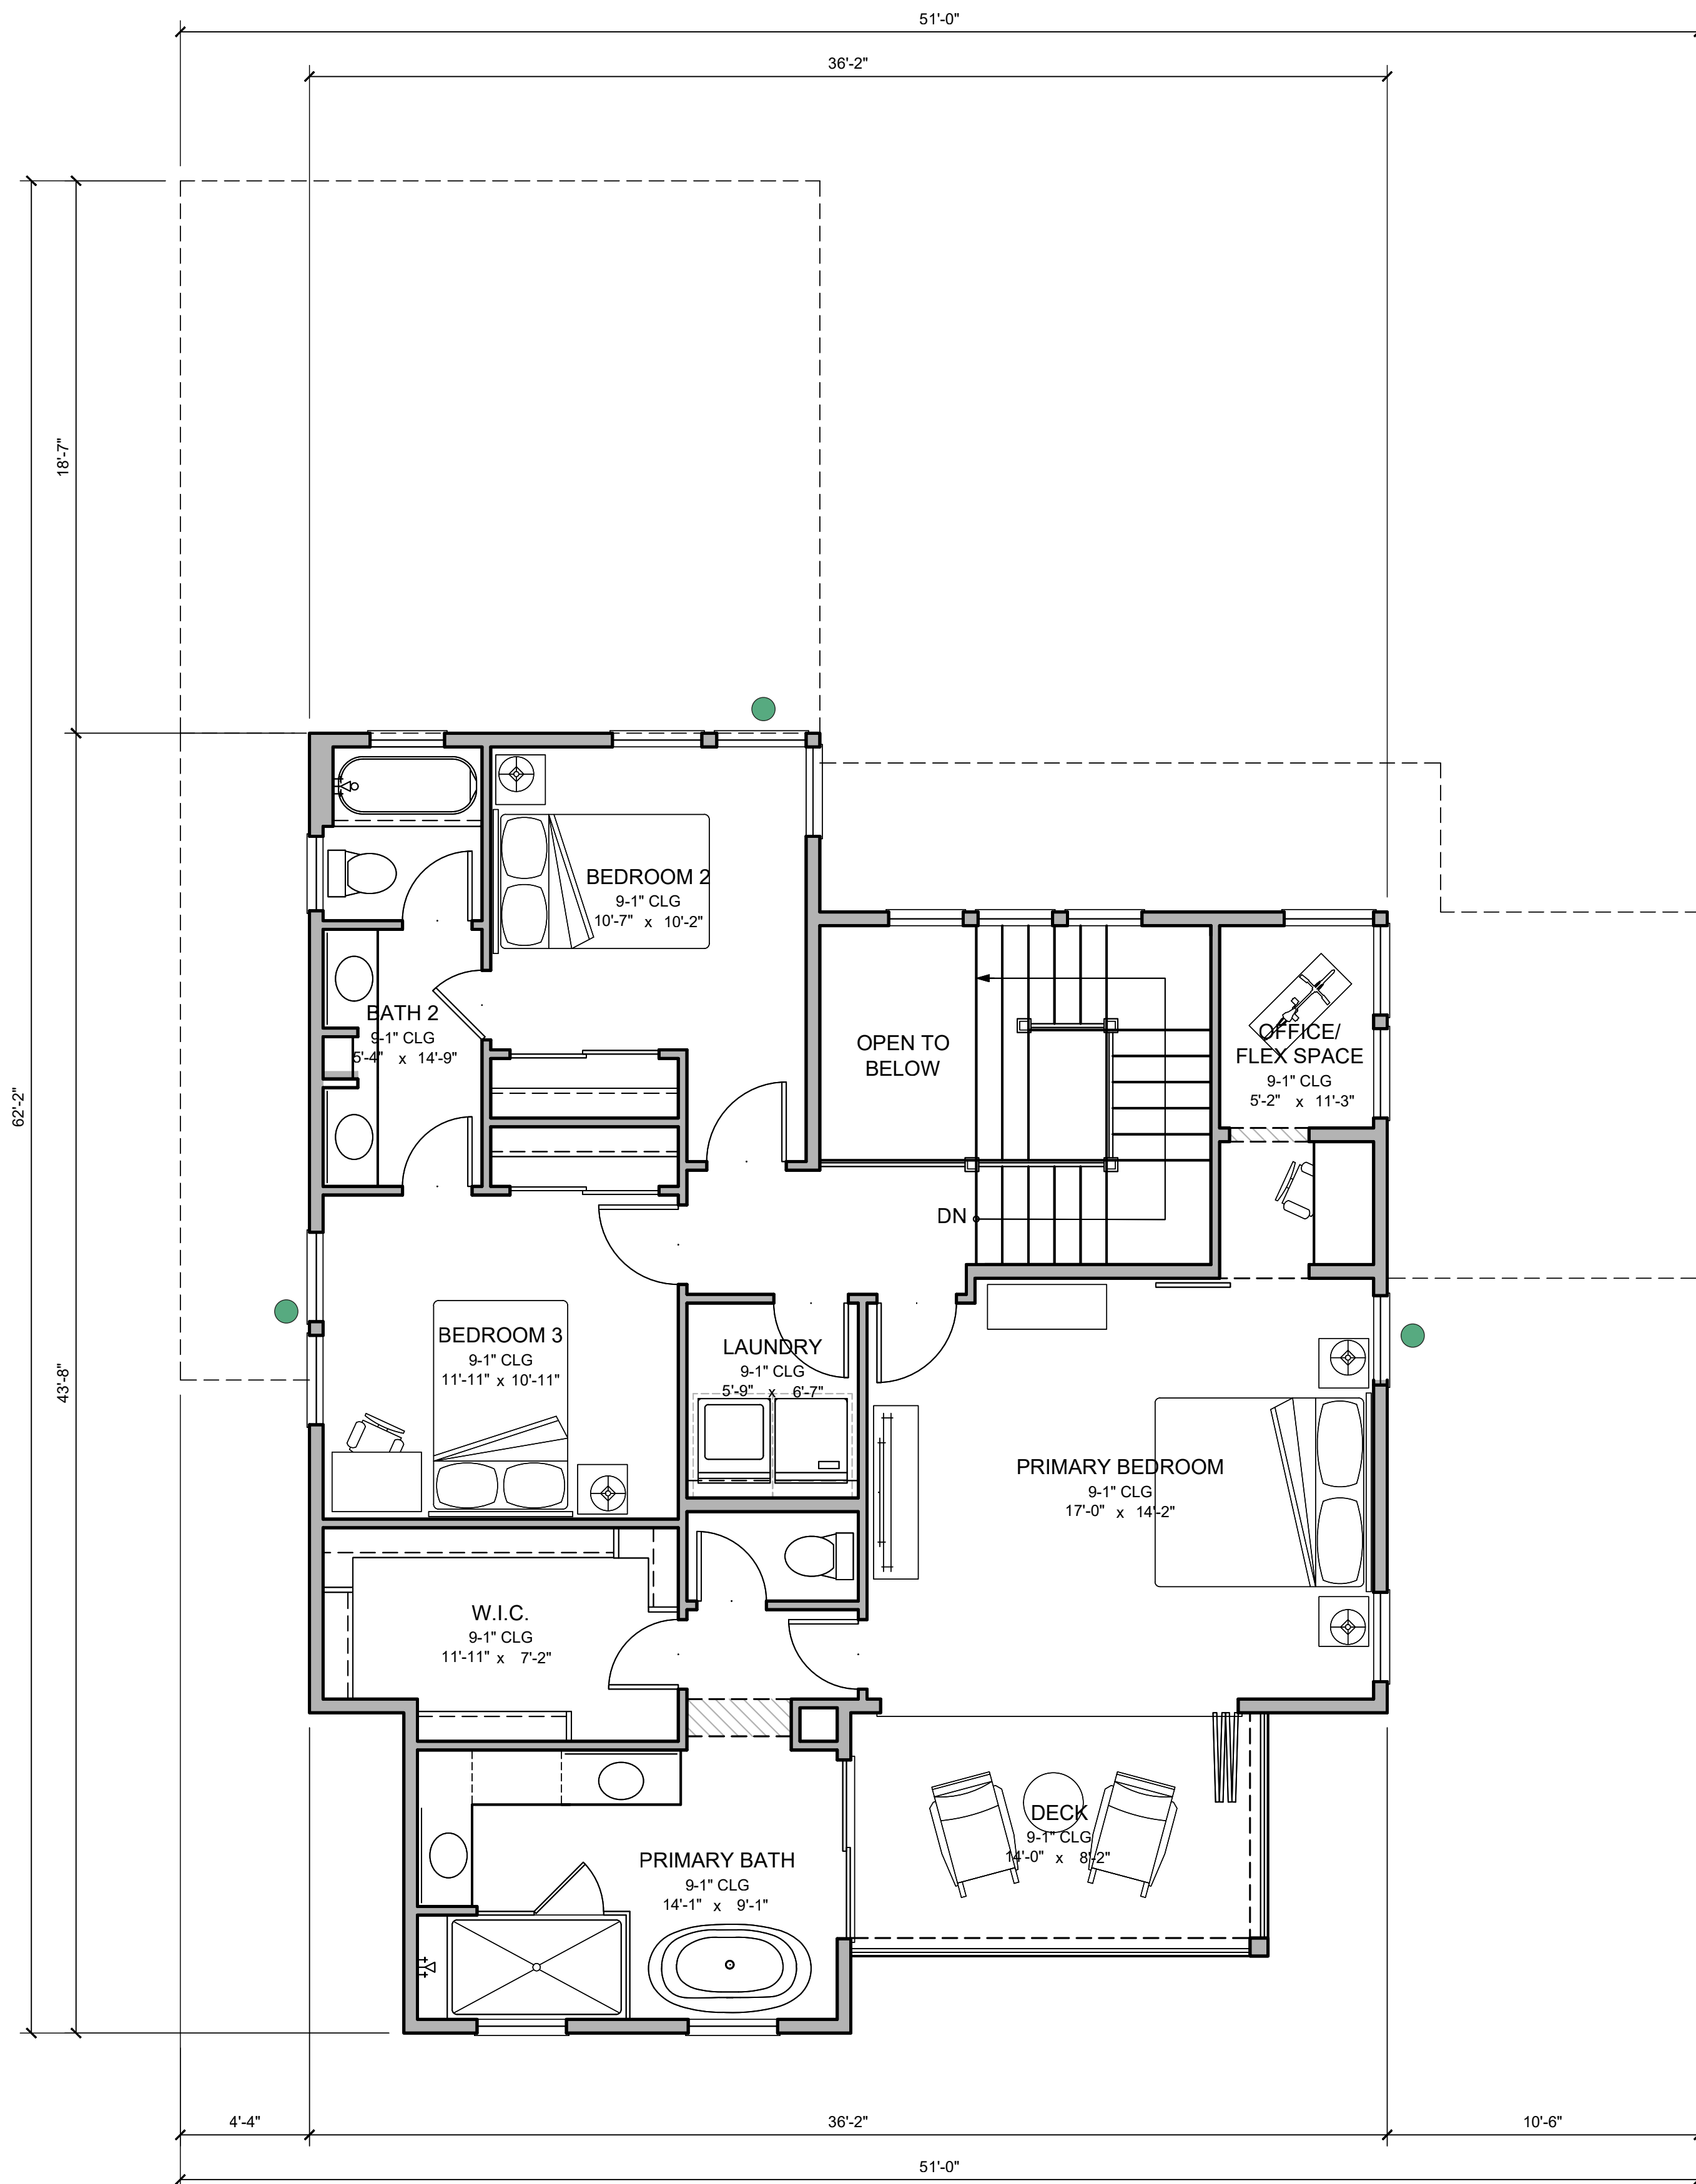 51'-0"
36'-2"
18'-7"
62'-2"
43'-8"
BEDROOM 2
9-1" CLG
10'-7" x 10'-2"
BATH 2
9-1" CLG
5'-4" x 14'-9"
OPEN TO
BELOW
OFFICE/
FLEX SPACE
9-1" CLG
5'-2" x 11'-3"
DN
BEDROOM 3
9-1" CLG
11'-11" x 10'-11"
LAUNDRY
9-1" CLG
5'-9" x 6'-7"
PRIMARY BEDROOM
9-1" CLG
17'-0" x 14'-2"
W.I.C.
9-1" CLG
11'-11" x 7'-2"
DECK
9-1" CLG
14'-0" x 8'-2"
PRIMARY BATH
9-1" CLG
14'-1" x 9'-1"
4'-4"
36'-2"
10'-6"
51'-0"